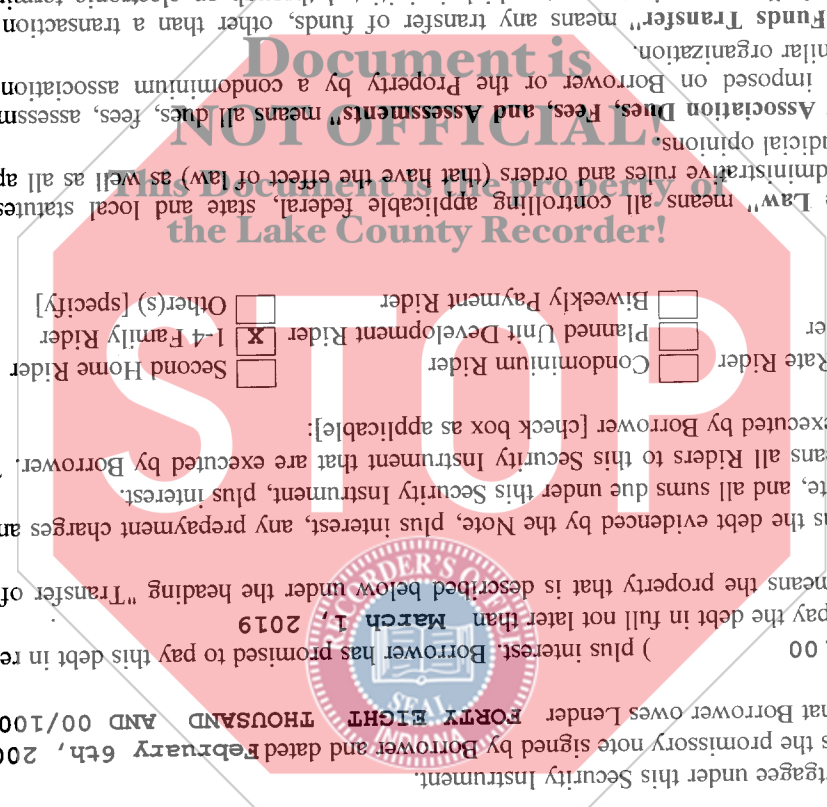 tgagee under this Security Instrument.
s the promissory note signed by Borrower and dated February 6th, 200
hat Borrower owes Lender FORTY EIGHT THOUSAND AND 00/100
.00 ) plus interest. Borrower has promised to pay this debt in re
pay the debt in full not later than March 1, 2019 .
means the property that is described below under the heading "Transfer of
ns the debt evidenced by the Note, plus interest, any prepayment charges an
te, and all sums due under this Security Instrument, plus interest.
eans all Riders to this Security Instrument that are executed by Borrower.
executed by Borrower [check box as applicable]:
Rate Rider Condominium Rider Second Home Rider
er Planned Unit Development Rider X 1-4 Family Rider
Biweekly Payment Rider Other(s) [specify]
e Law" means all controlling applicable federal, state and local statutes
dministrative rules and orders (that have the effect of law) as well as all ap
udicial opinions.
Association Dues, Fees, and Assessments" means all dues, fees, assessm
imposed on Borrower or the Property by a condominium association
milar organization.
Funds Transfer" means any transfer of funds, other than a transaction
Document is
NOT OFFICIAL!
This Document is the property of
the Lake County Recorder!
STOP
RECORDER'S OFFICE
SEAL
INDIANA